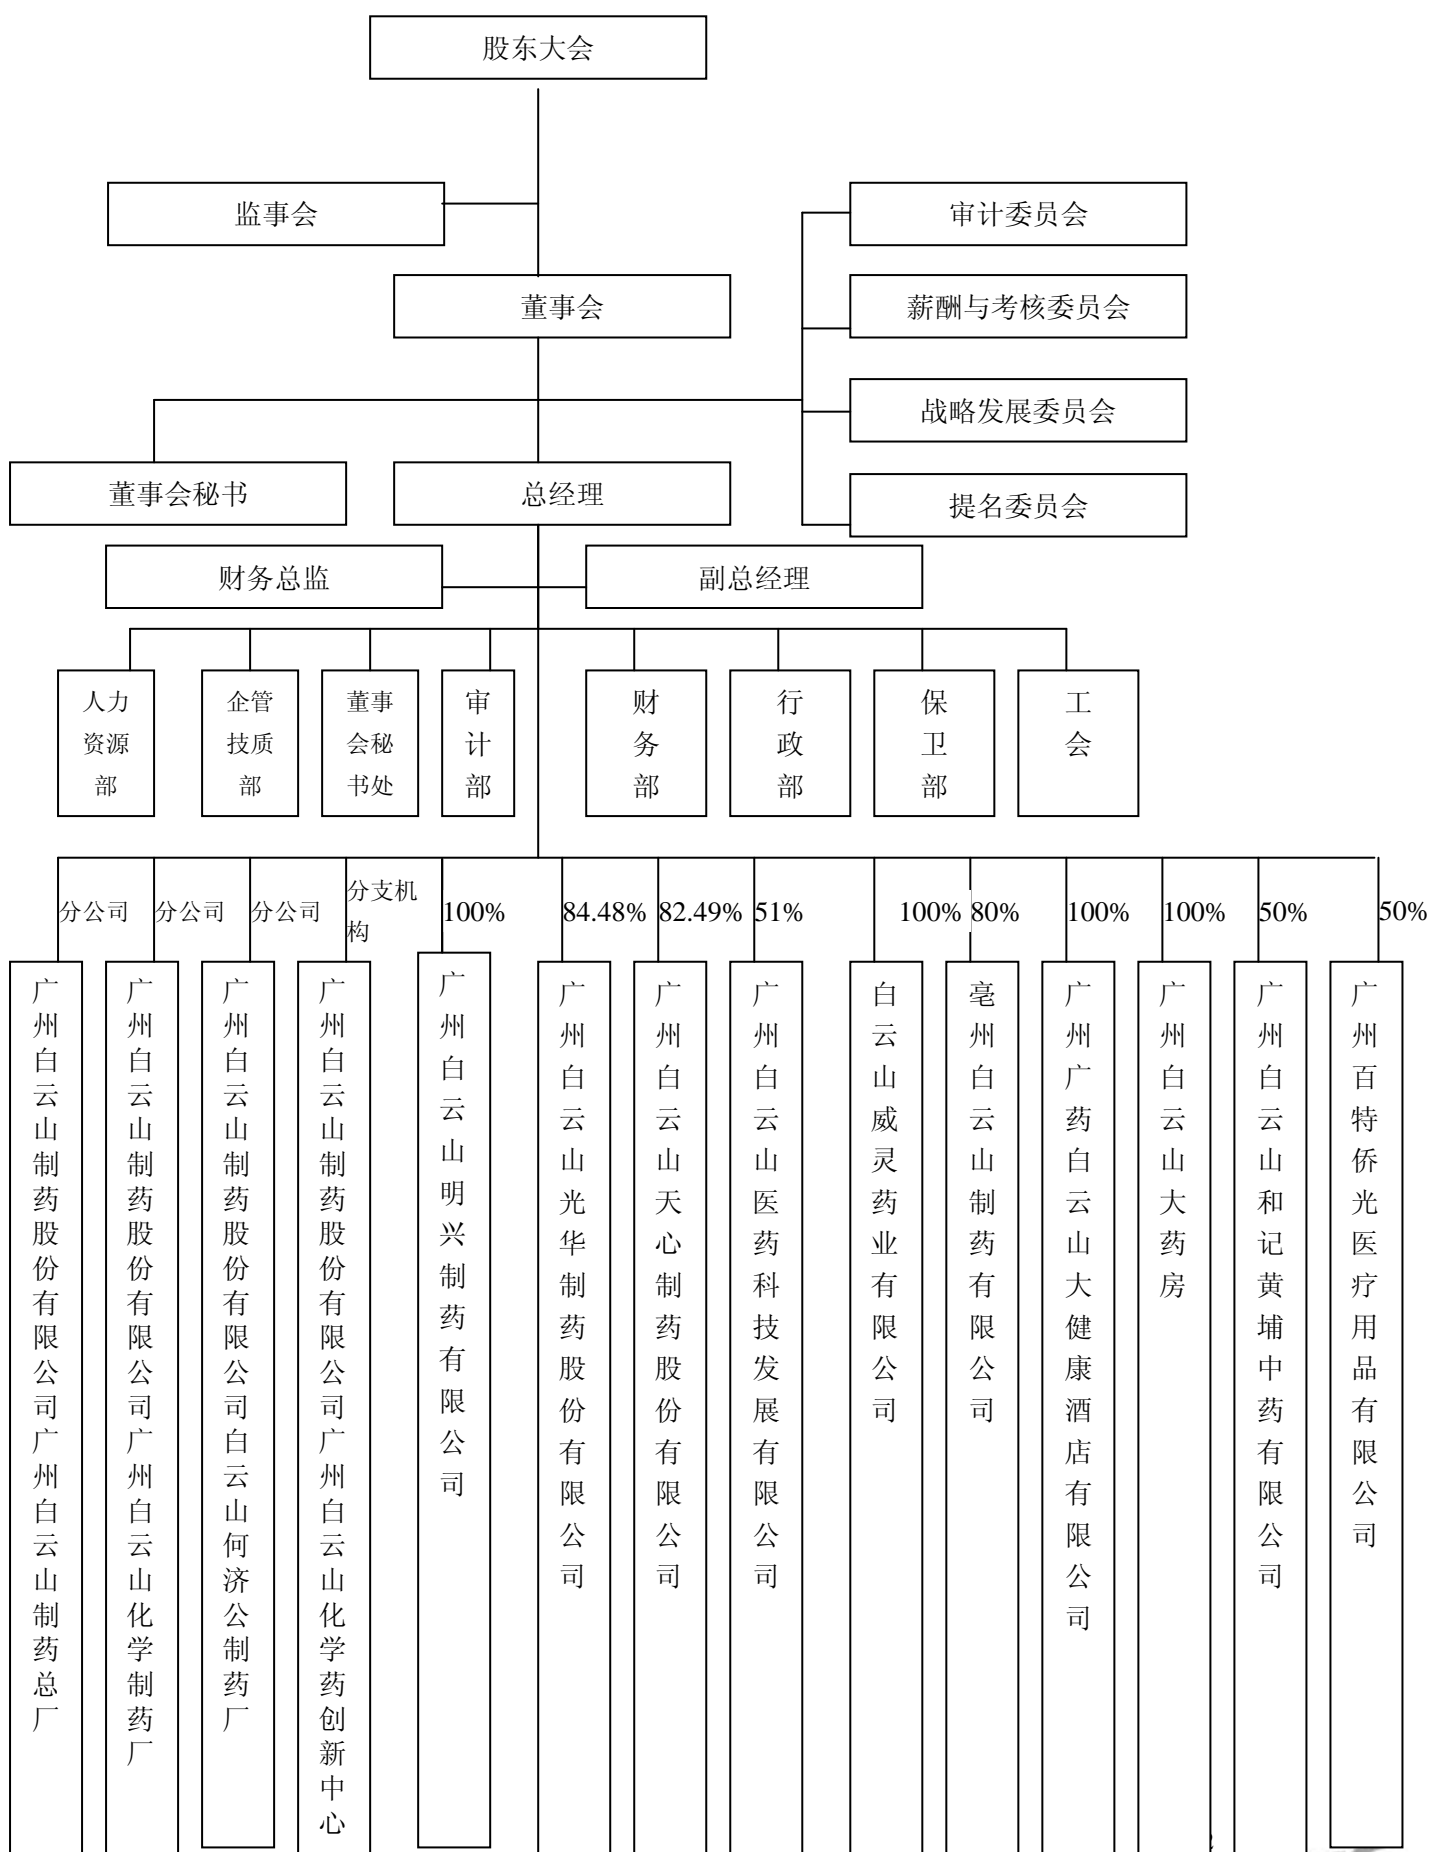 股东大会
监事会
审计委员会
董事会
薪酬与考核委员会
战略发展委员会
董事会秘书
总经理
提名委员会
财务总监
副总经理
人力
资源
部
企管
技质
部
董事
会秘
书处
审计部
财务部
行政部
保卫部
工会
分公司
分公司
分公司
分支机
构
100%
84.48%
82.49%
51%
100%
80%
100%
100%
50%
50%
广州白云山制药股份有限公司广州白云山制药总厂
广州白云山制药股份有限公司广州白云山化学制药厂
广州白云山制药股份有限公司白云山何济公制药厂
广州白云山制药股份有限公司广州白云山化学药创新中心
广州白云山明兴制药有限公司
广州白云山光华制药股份有限公司
广州白云山天心制药股份有限公司
广州白云山医药科技发展有限公司
白云山威灵药业有限公司
亳州白云山制药有限公司
广州广药白云山大健康酒店有限公司
广州白云山大药房
广州白云山和记黄埔中药有限公司
广州百特侨光医疗用品有限公司